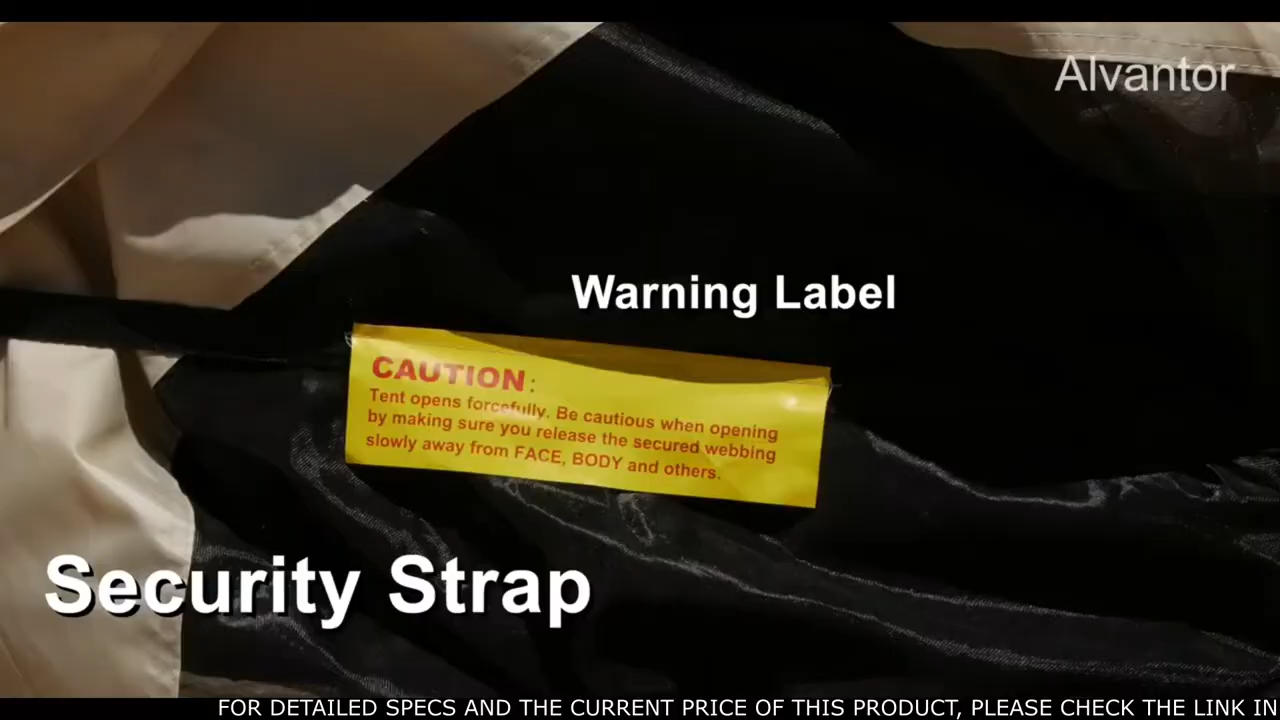 Alvantor
Warning Label
CAUTION:
Tent opens forcefully. Be cautious when opening
by making sure you release the secured webbing
slowly away from FACE, BODY and others.
Security Strap
FOR DETAILED SPECS AND THE CURRENT PRICE OF THIS PRODUCT, PLEASE CHECK THE LINK IN